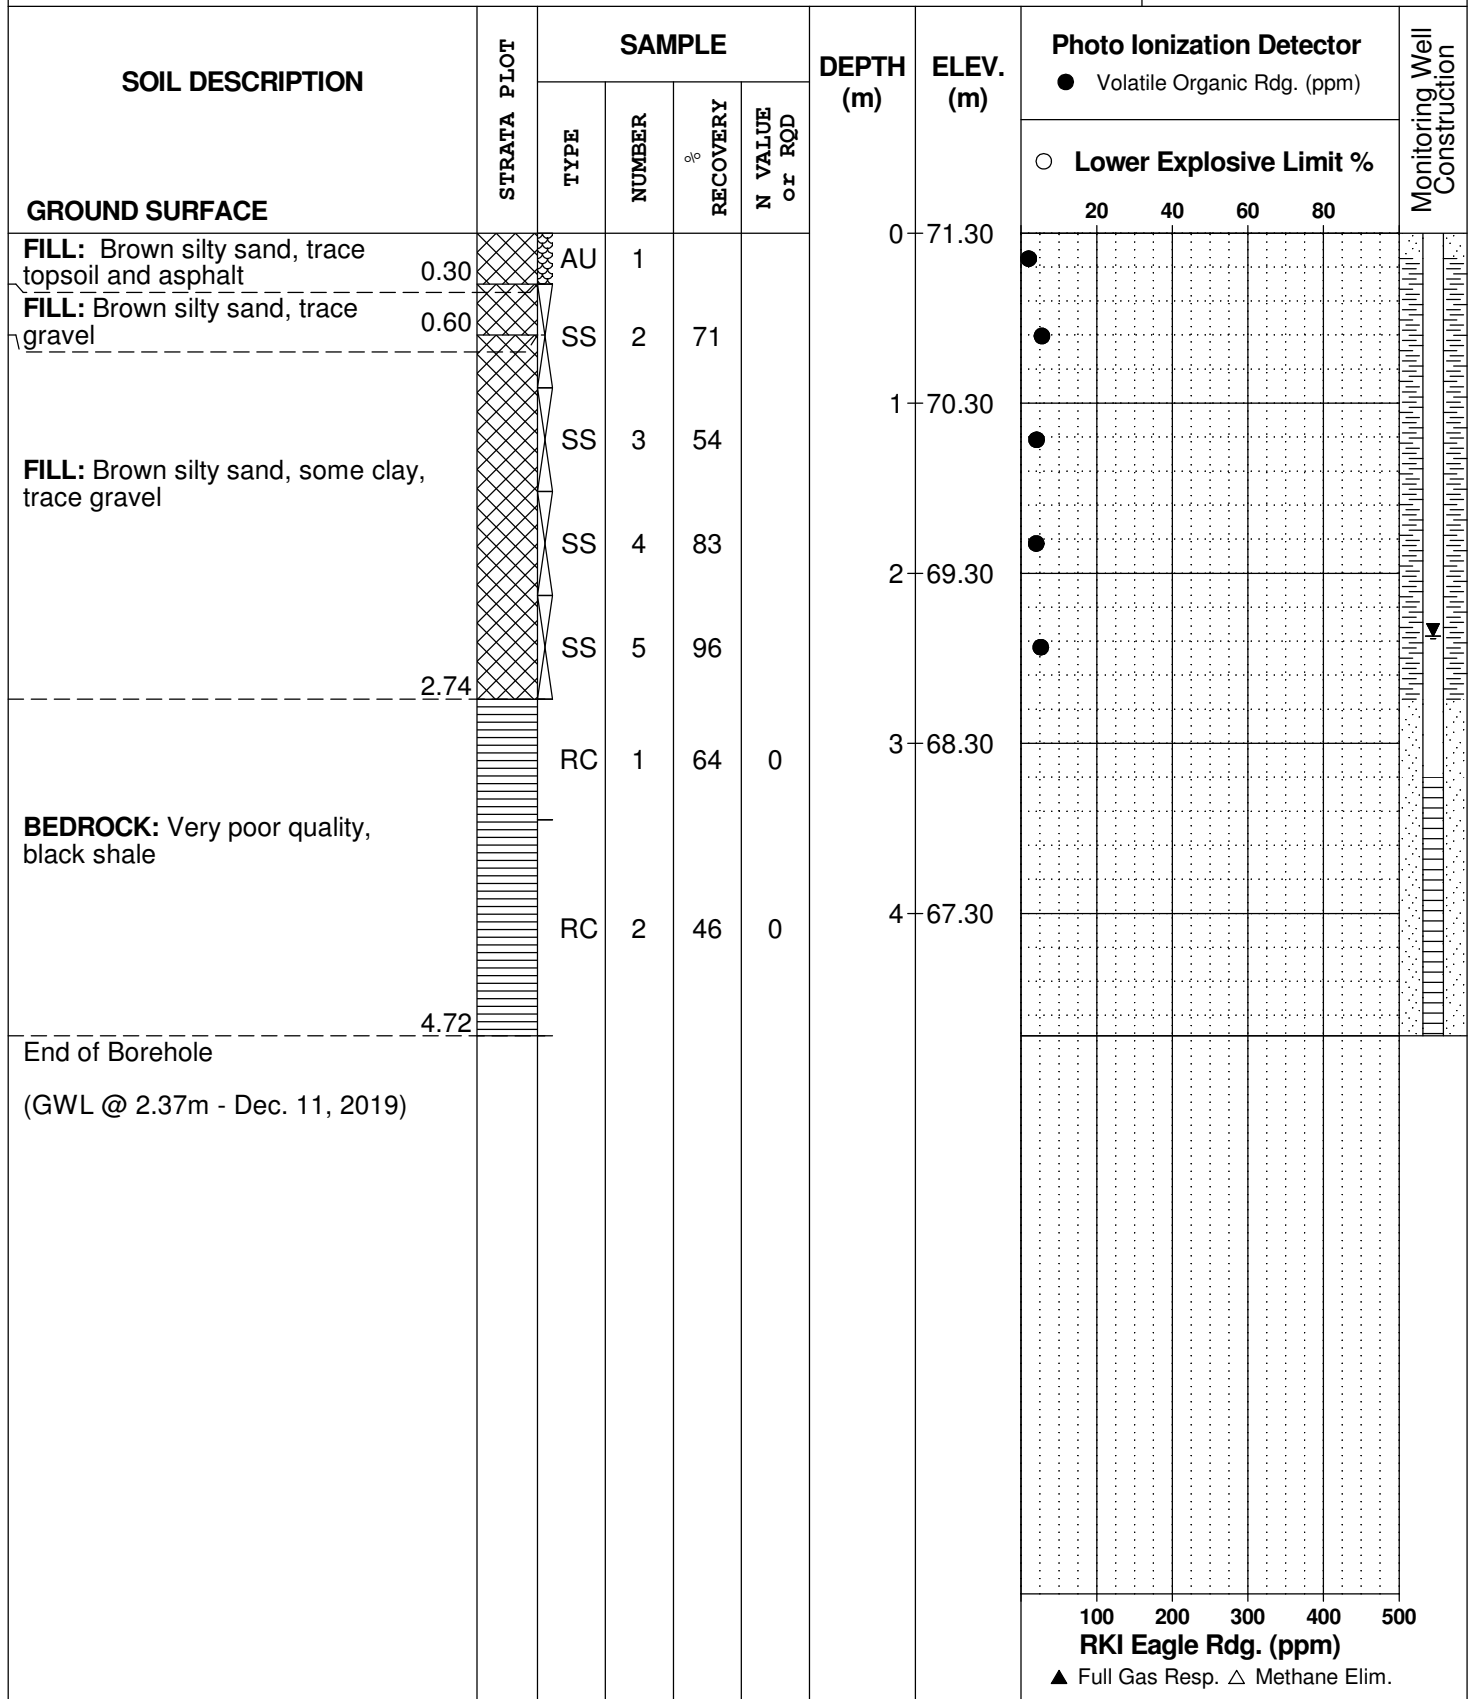 SOIL DESCRIPTION
GROUND SURFACE
STRATA PLOT
SAMPLE
TYPE
NUMBER
%
RECOVERY
N VALUE
or RQD
DEPTH
(m)
ELEV.
(m)
Photo Ionization Detector
● Volatile Organic Rdg. (ppm)
○ Lower Explosive Limit %
20 40 60 80
Monitoring Well
Construction
0 71.30
FILL: Brown silty sand, trace
topsoil and asphalt 0.30
AU 1
FILL: Brown silty sand, trace
gravel 0.60
SS 2 71
1 70.30
SS 3 54
FILL: Brown silty sand, some clay,
trace gravel
SS 4 83
2 69.30
SS 5 96
2.74
3 68.30
RC 1 64 0
BEDROCK: Very poor quality,
black shale
4 67.30
RC 2 46 0
4.72
End of Borehole
(GWL @ 2.37m - Dec. 11, 2019)
100 200 300 400 500
RKI Eagle Rdg. (ppm)
▲ Full Gas Resp. △ Methane Elim.